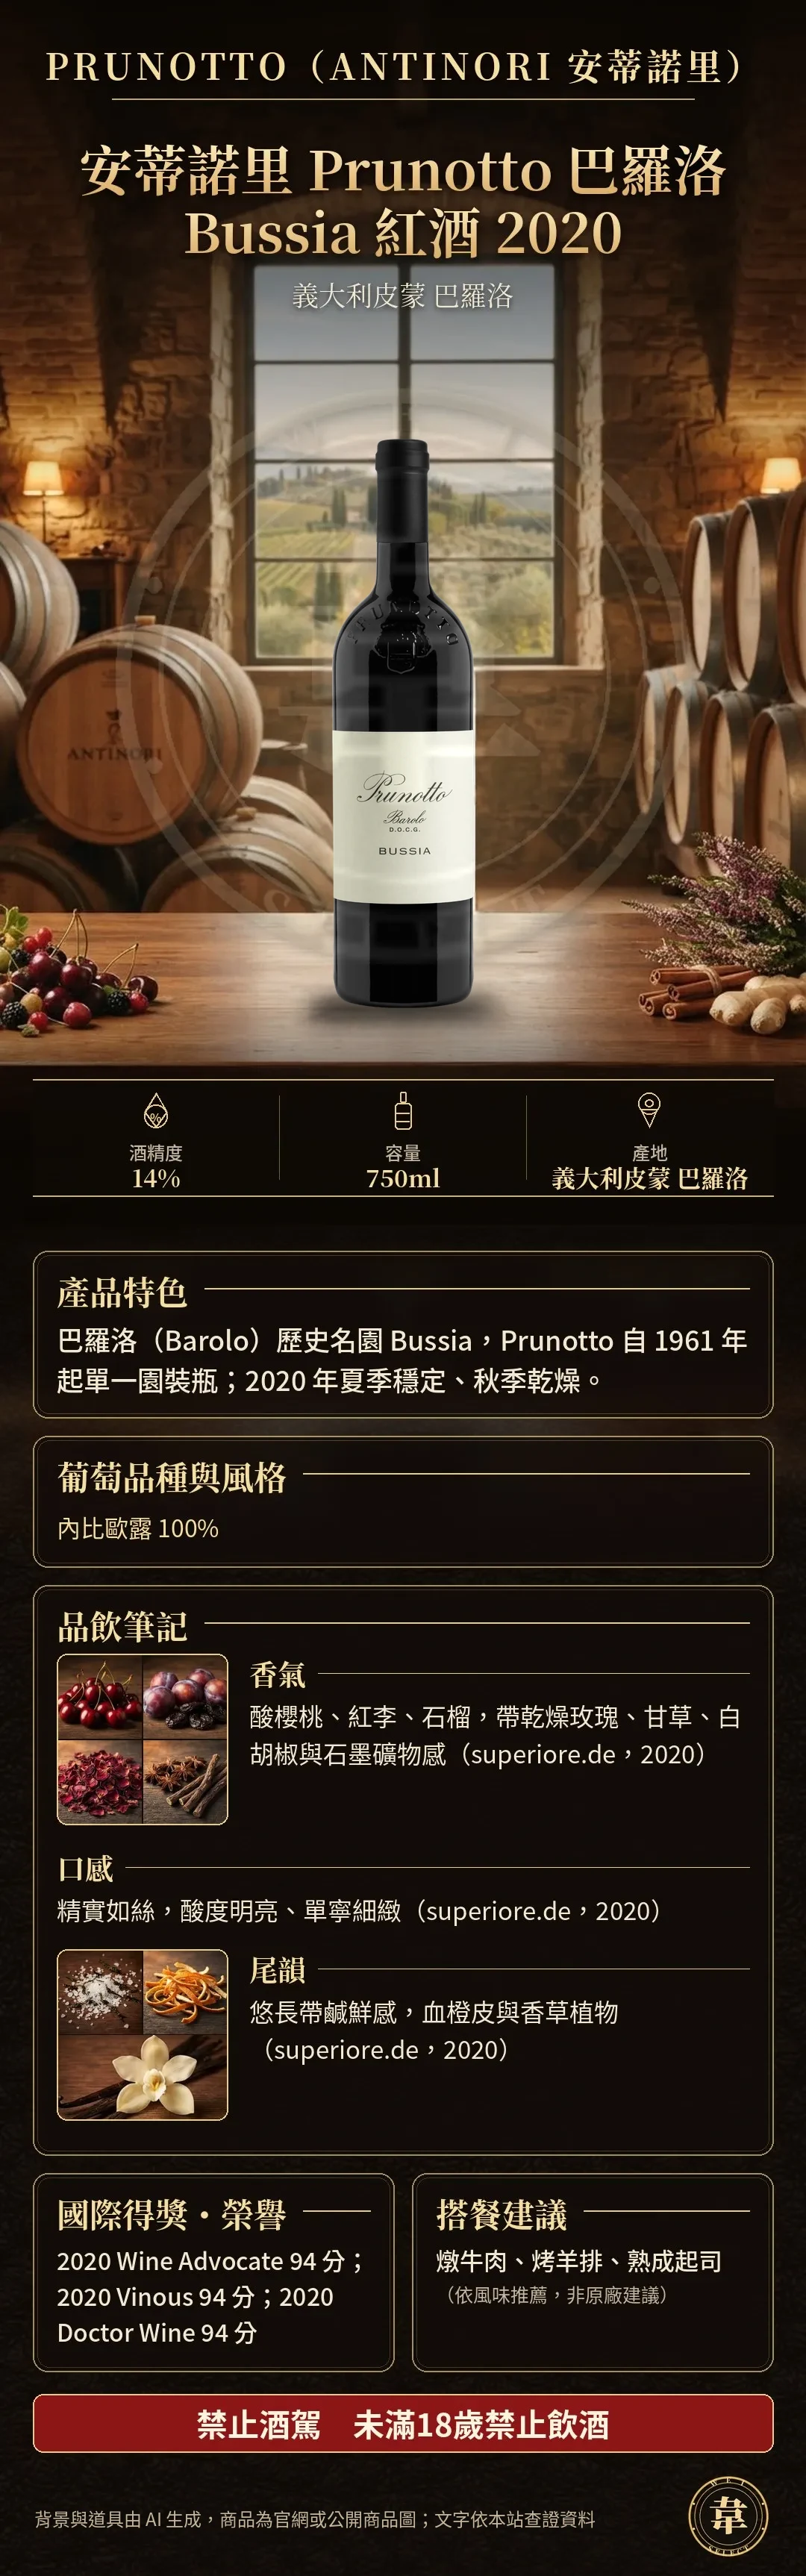 PRUNOTTO（ANTINORI 安蒂諾里）
安蒂諾里 Prunotto 巴羅洛
Bussia 紅酒 2020
義大利皮蒙 巴羅洛
PRUNOTTO
ANTINORI
Prunotto
Barolo
D.O.C.G.
BUSSIA
%
酒精度
14%
容量
750ml
產地
義大利皮蒙 巴羅洛
產品特色
巴羅洛（Barolo）歷史名園 Bussia，Prunotto 自 1961 年
起單一園裝瓶；2020 年夏季穩定、秋季乾燥。
葡萄品種與風格
內比歐露 100%
品飲筆記
香氣
酸櫻桃、紅李、石榴，帶乾燥玫瑰、甘草、白
胡椒與石墨礦物感（superiore.de，2020）
口感
精實如絲，酸度明亮、單寧細緻（superiore.de，2020）
尾韻
悠長帶鹹鮮感，血橙皮與香草植物
（superiore.de，2020）
國際得獎・榮譽
2020 Wine Advocate 94 分；
2020 Vinous 94 分；2020
Doctor Wine 94 分
搭餐建議
燉牛肉、烤羊排、熟成起司
（依風味推薦，非原廠建議）
禁止酒駕　未滿18歲禁止飲酒
背景與道具由 AI 生成，商品為官網或公開商品圖；文字依本站查證資料
WEI
韋
SELECT